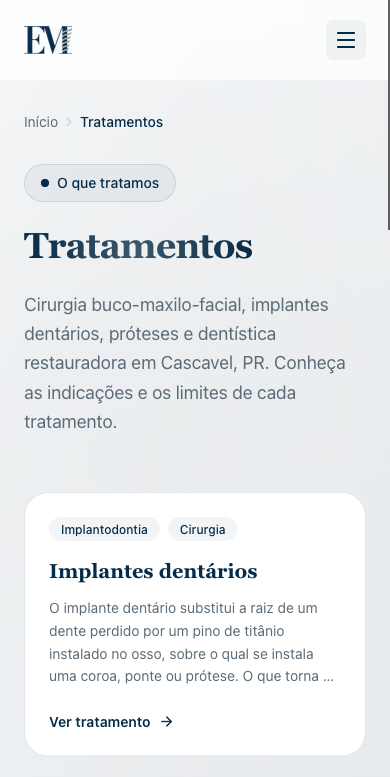 EM
Início > Tratamentos
O que tratamos
Tratamentos
Cirurgia buco-maxilo-facial, implantes
dentários, próteses e dentística
restauradora em Cascavel, PR. Conheça
as indicações e os limites de cada
tratamento.
Implantodontia Cirurgia
Implantes dentários
O implante dentário substitui a raiz de um
dente perdido por um pino de titânio
instalado no osso, sobre o qual se instala
uma coroa, ponte ou prótese. O que torna ...
Ver tratamento →